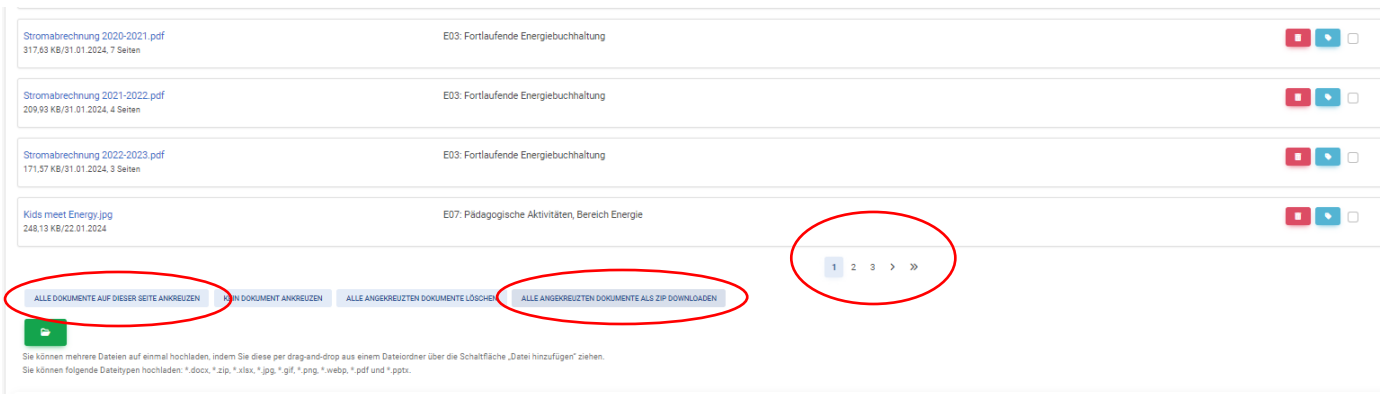 Stromabrechnung 2020-2021.pdf
E03: Fortlaufende Energiebuchhaltung
317,63 KB/31.01.2024, 7 Seiten
Stromabrechnung 2021-2022.pdf
E03: Fortlaufende Energiebuchhaltung
209,93 KB/31.01.2024, 4 Seiten
Stromabrechnung 2022-2023.pdf
E03: Fortlaufende Energiebuchhaltung
171,57 KB/31.01.2024, 3 Seiten
Kids meet Energy.jpg
E07: Pädagogische Aktivitäten, Bereich Energie
248,13 KB/22.01.2024
1 2 3 > »
ALLE DOKUMENTE AUF DIESER SEITE ANKREUZEN
KEIN DOKUMENT ANKREUZEN
ALLE ANGEKREUZTEN DOKUMENTE LÖSCHEN
ALLE ANGEKREUZTEN DOKUMENTE ALS ZIP DOWNLOADEN
Sie können mehrere Dateien auf einmal hochladen, indem Sie diese per drag-and-drop aus einem Dateiordner über die Schaltfläche „Datei hinzufügen" ziehen.
Sie können folgende Dateitypen hochladen: *.docx, *.zip, *.xlsx, *.jpg, *.gif, *.png, *.webp, *.pdf und *.pptx.